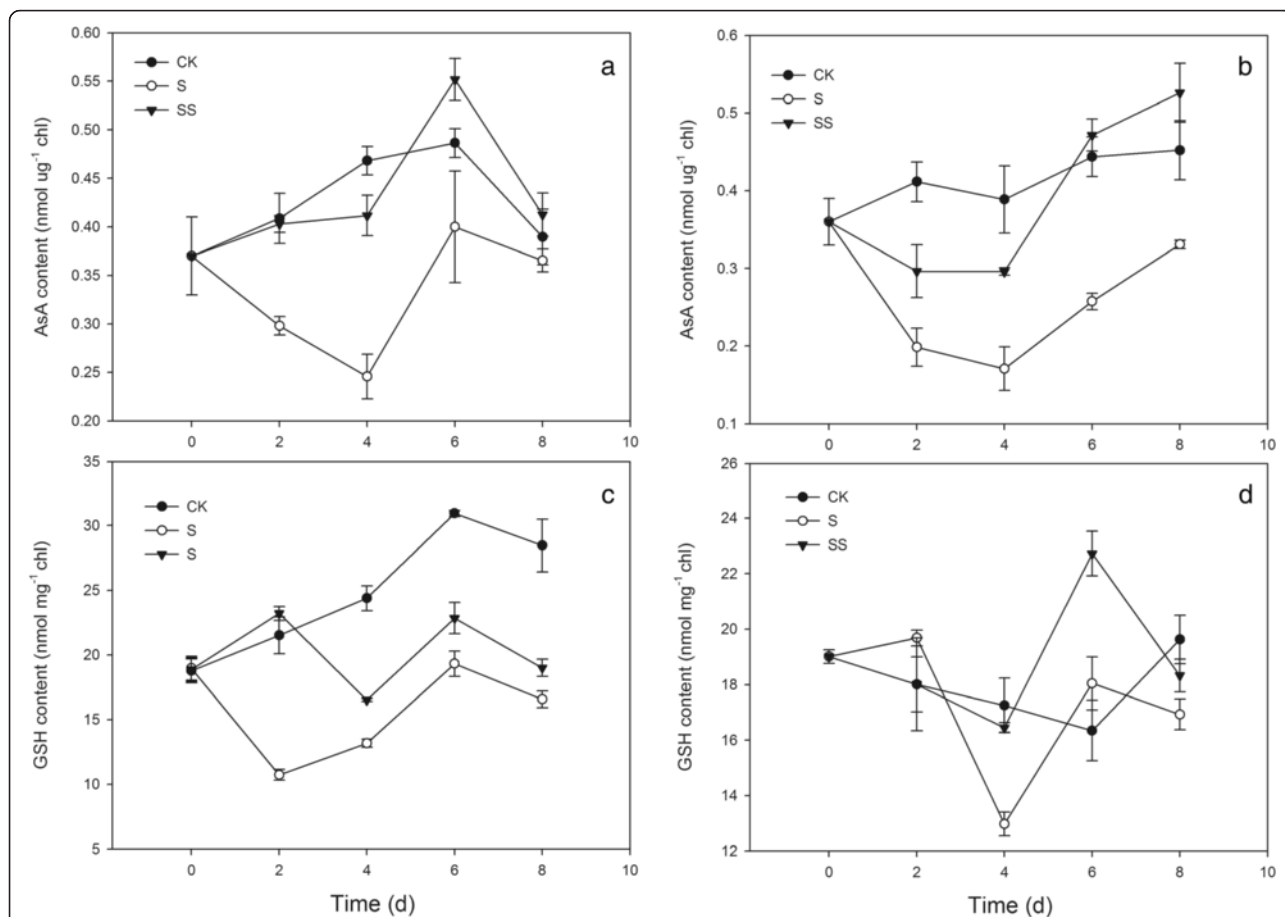 a
CK
S
SS
AsA content (nmol ug⁻¹ chl)
0.60
0.55
0.50
0.45
0.40
0.35
0.30
0.25
0.20
0 2 4 6 8 10
b
CK
S
SS
AsA content (nmol ug⁻¹ chl)
0.6
0.5
0.4
0.3
0.2
0.1
0 2 4 6 8 10
c
CK
S
S
GSH content (nmol mg⁻¹ chl)
35
30
25
20
15
10
5
0 2 4 6 8 10
Time (d)
d
CK
S
SS
GSH content (nmol mg⁻¹ chl)
26
24
22
20
18
16
14
12
0 2 4 6 8 10
Time (d)